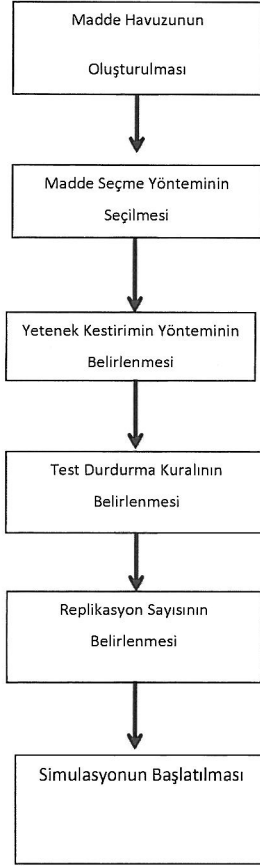 Madde Havuzunun
Oluşturulması
Madde Seçme Yönteminin
Seçilmesi
Yetenek Kestirimin Yönteminin
Belirlenmesi
Test Durdurma Kuralının
Belirlenmesi
Replikasyon Sayısının
Belirlenmesi
Simulasyonun Başlatılması